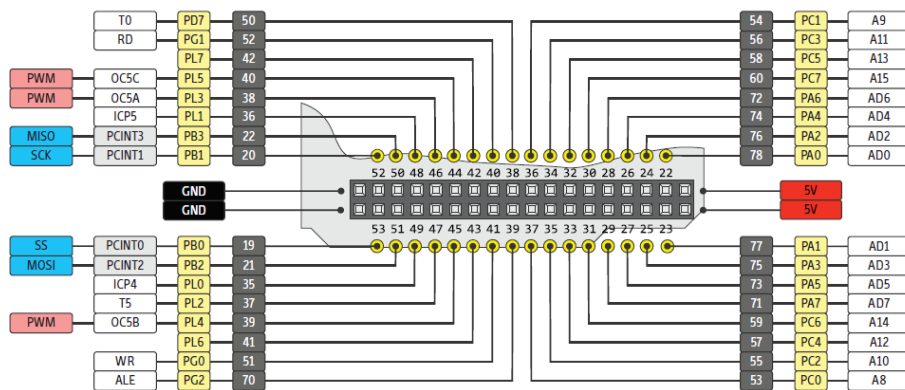 T0 PD7 50 54 PC1 A9
RD PG1 52 56 PC3 A11
PL7 42 58 PC5 A13
PWM OC5C PL5 40 60 PC7 A15
PWM OC5A PL3 38 72 PA6 AD6
ICP5 PL1 36 74 PA4 AD4
MISO PCINT3 PB3 22 76 PA2 AD2
SCK PCINT1 PB1 20 78 PA0 AD0
52 50 48 46 44 42 40 38 36 34 32 30 28 26 24 22
GND 5V
GND 5V
53 51 49 47 45 43 41 39 37 35 33 31 29 27 25 23
SS PCINT0 PB0 19 77 PA1 AD1
MOSI PCINT2 PB2 21 75 PA3 AD3
ICP4 PL0 35 73 PA5 AD5
T5 PL2 37 71 PA7 AD7
PWM OC5B PL4 39 59 PC6 A14
PL6 41 57 PC4 A12
WR PG0 51 55 PC2 A10
ALE PG2 70 53 PC0 A8